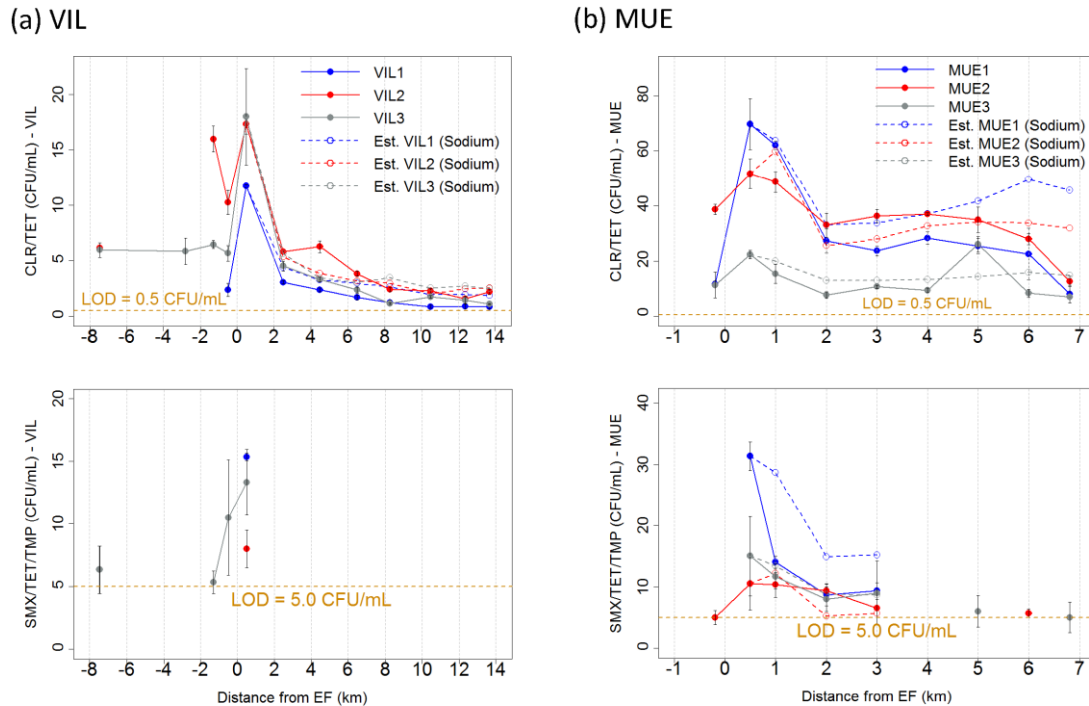 (a) VIL
(b) MUE
CLR/TET (CFU/mL) - VIL
20
15
10
5
0
VIL1
VIL2
VIL3
Est. VIL1 (Sodium)
Est. VIL2 (Sodium)
Est. VIL3 (Sodium)
LOD = 0.5 CFU/mL
-8 -6 -4 -2 0 2 4 6 8 10 12 14
CLR/TET (CFU/mL) - MUE
80
60
40
20
0
MUE1
MUE2
MUE3
Est. MUE1 (Sodium)
Est. MUE2 (Sodium)
Est. MUE3 (Sodium)
LOD = 0.5 CFU/mL
-1 0 1 2 3 4 5 6 7
SMX/TET/TMP (CFU/mL) - VIL
20
15
10
5
0
LOD = 5.0 CFU/mL
-8 -6 -4 -2 0 2 4 6 8 10 12 14
Distance from EF (km)
SMX/TET/TMP (CFU/mL) - MUE
40
30
20
10
0
LOD = 5.0 CFU/mL
-1 0 1 2 3 4 5 6 7
Distance from EF (km)